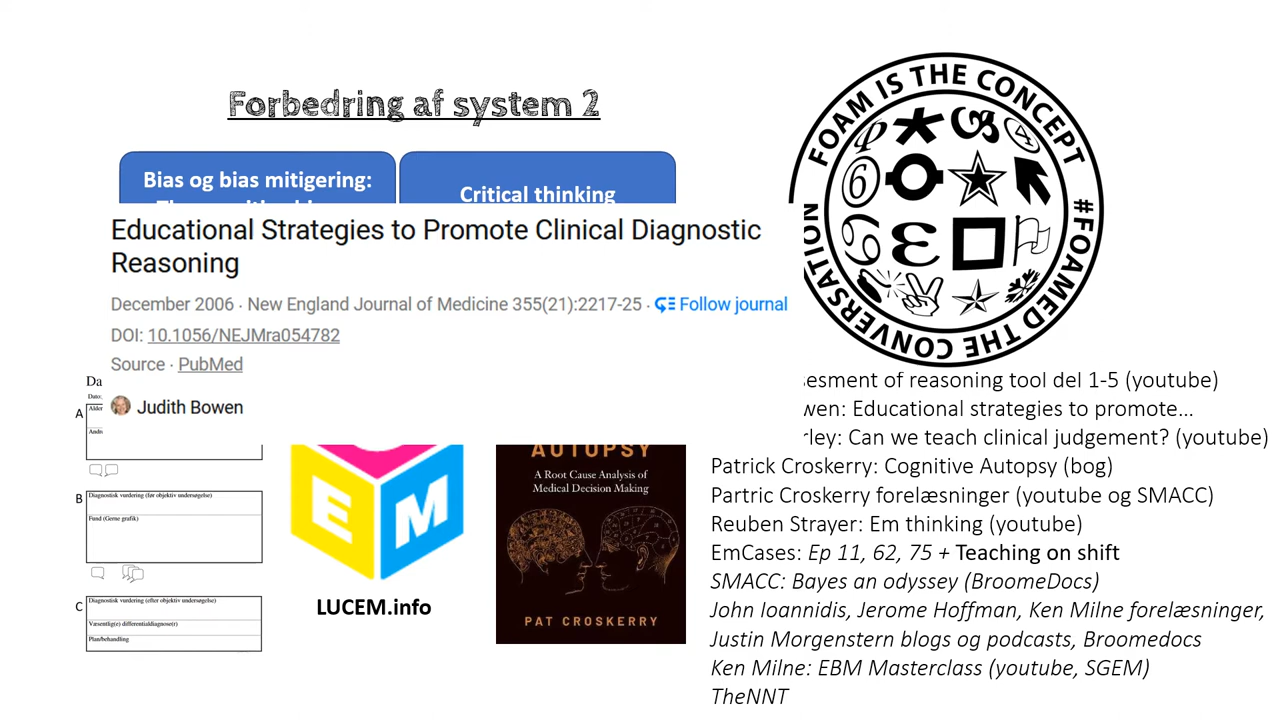 Forbedring af system 2
Bias og bias mitigering:
Critical thinking
Educational Strategies to Promote Clinical Diagnostic
Reasoning
December 2006 · New England Journal of Medicine 355(21):2217-25 · Follow journal
DOI: 10.1056/NEJMra054782
Source · PubMed
Judith Bowen
FOAM IS THE CONCEPT
#FOAMED THE CONVERSATION
Da
Dato:
A
Alder
Andre
B
Diagnostisk vurdering (før objektiv undersøgelse)
Fund (Gerne grafik)
C
Diagnostisk vurdering (efter objektiv undersøgelse)
Væsentlig(e) differentialdiagnose(r)
Plan/behandling
EM
LUCEM.info
AUTOPSY
A Root Cause Analysis of
Medical Decision Making
PAT CROSKERRY
esment of reasoning tool del 1-5 (youtube)
wen: Educational strategies to promote…
rley: Can we teach clinical judgement? (youtube)
Patrick Croskerry: Cognitive Autopsy (bog)
Partric Croskerry forelæsninger (youtube og SMACC)
Reuben Strayer: Em thinking (youtube)
EmCases: Ep 11, 62, 75 + Teaching on shift
SMACC: Bayes an odyssey (BroomeDocs)
John Ioannidis, Jerome Hoffman, Ken Milne forelæsninger,
Justin Morgenstern blogs og podcasts, Broomedocs
Ken Milne: EBM Masterclass (youtube, SGEM)
TheNNT